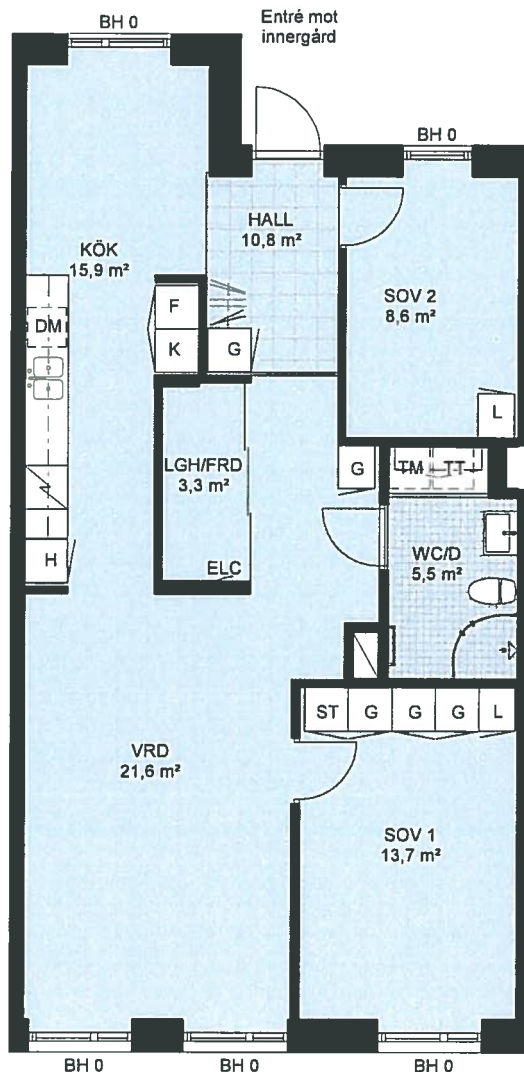 BH 0
Entré mot
innergård
BH 0
HALL
10,8 m²
KÖK
15,9 m²
SOV 2
8,6 m²
F
DM
K
G
L
LGH/FRD
3,3 m²
G
TM TT
WC/D
5,5 m²
H
ELC
ST G G G L
VRD
21,6 m²
SOV 1
13,7 m²
BH 0
BH 0
BH 0